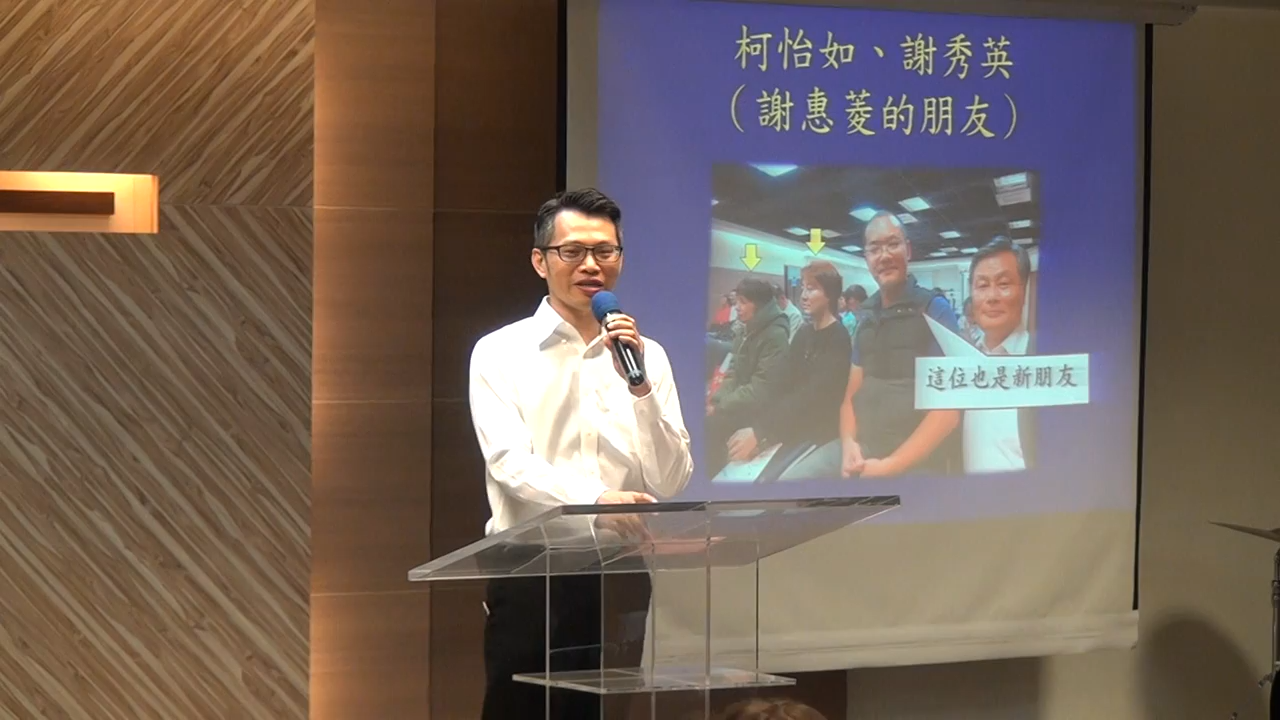 柯怡如、謝秀英
（謝惠菱的朋友）
這位也是新朋友